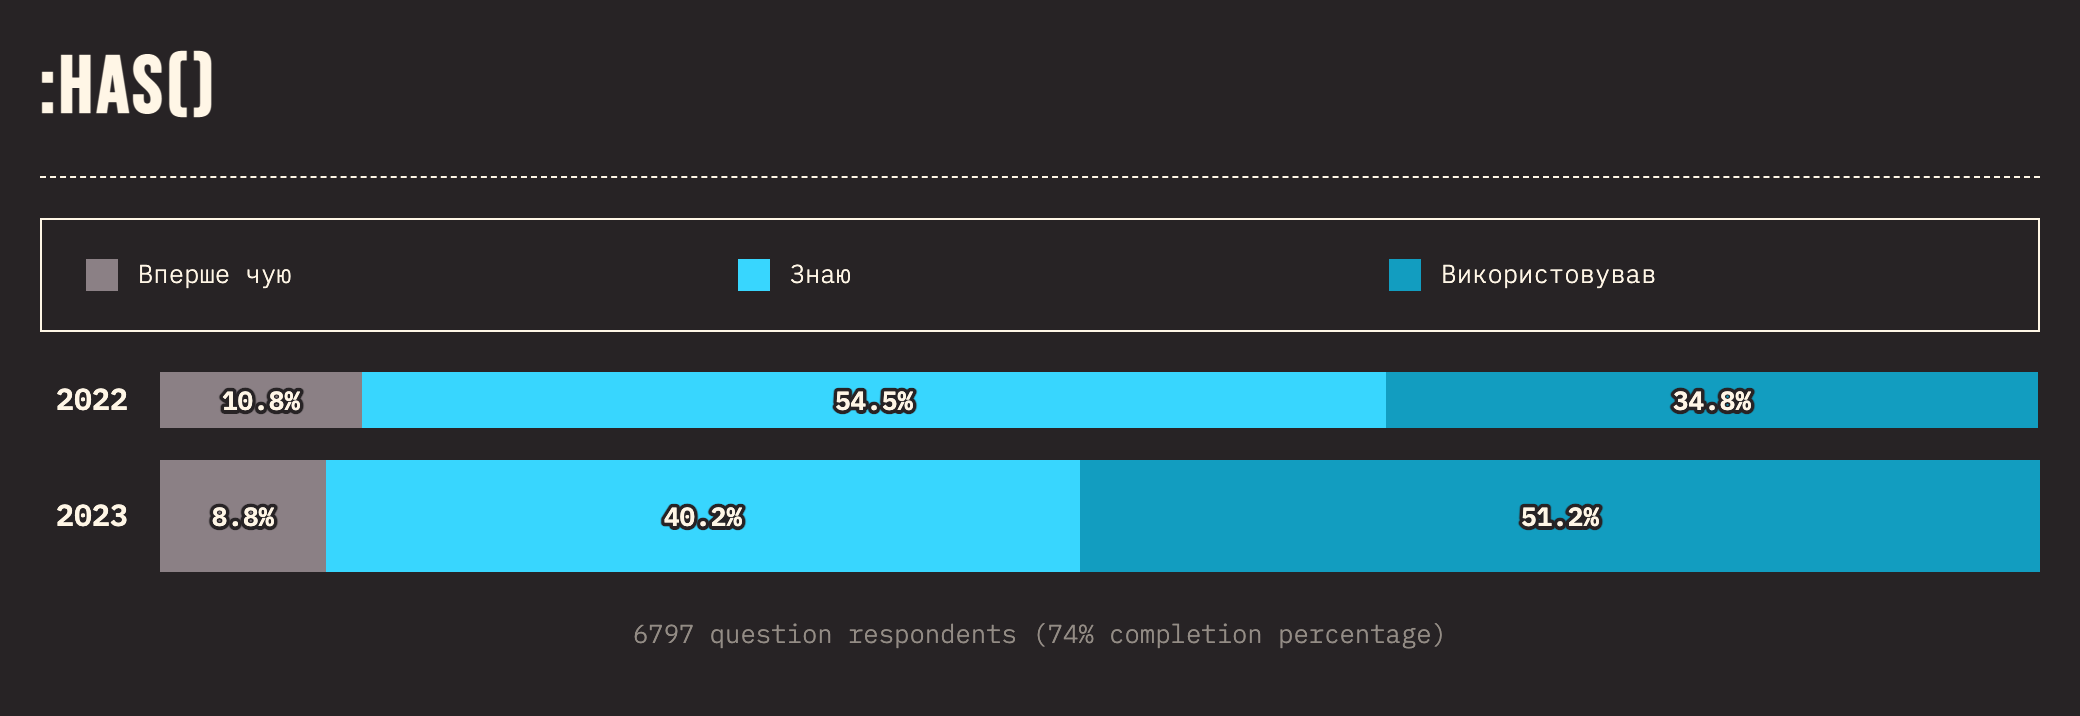 :HAS()
Вперше чую Знаю Використовував
2022 10.8% 54.5% 34.8%
2023 8.8% 40.2% 51.2%
6797 question respondents (74% completion percentage)